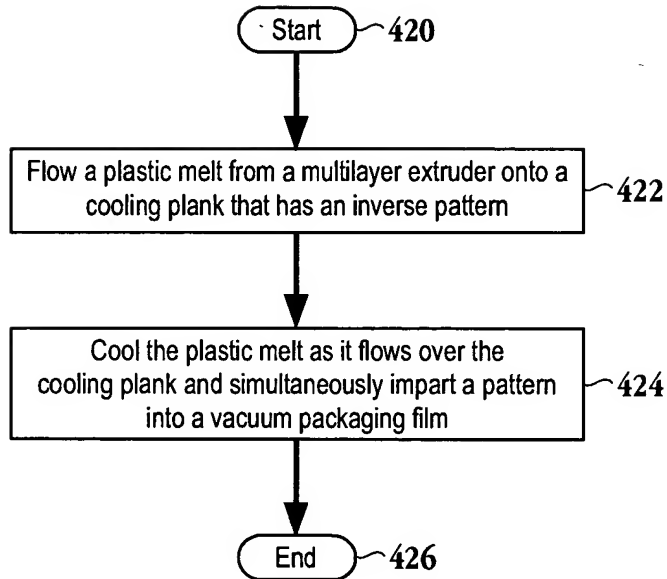 Start 420
Flow a plastic melt from a multilayer extruder onto a
cooling plank that has an inverse pattern
422
Cool the plastic melt as it flows over the
cooling plank and simultaneously impart a pattern
into a vacuum packaging film
424
End 426